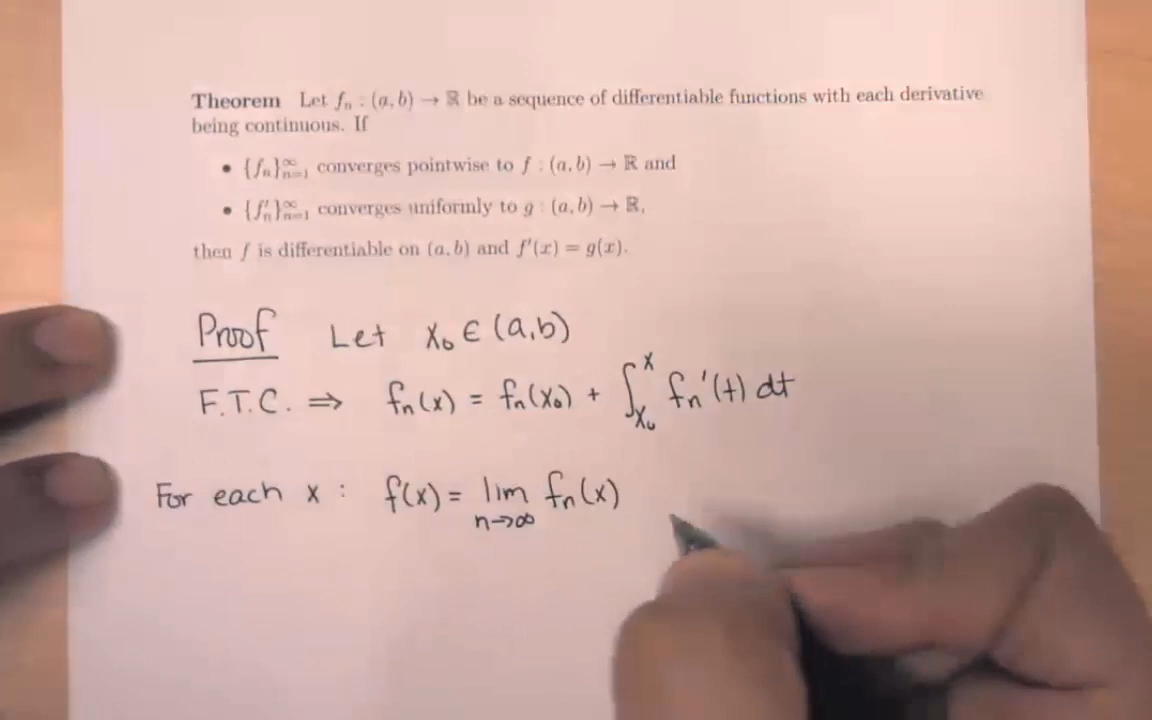 Theorem Let fₙ : (a, b) → ℝ be a sequence of differentiable functions with each derivative
being continuous. If
• {fₙ}ₙ₌₁^∞ converges pointwise to f : (a, b) → ℝ and
• {fₙ′}ₙ₌₁^∞ converges uniformly to g : (a, b) → ℝ,
then f is differentiable on (a, b) and f′(x) = g(x).
Proof Let x₀ ∈ (a,b)
F.T.C. ⇒ fₙ(x) = fₙ(x₀) + ∫_{x₀}^{x} fₙ'(t) dt
For each x : f(x) = lim_{n→∞} fₙ(x)